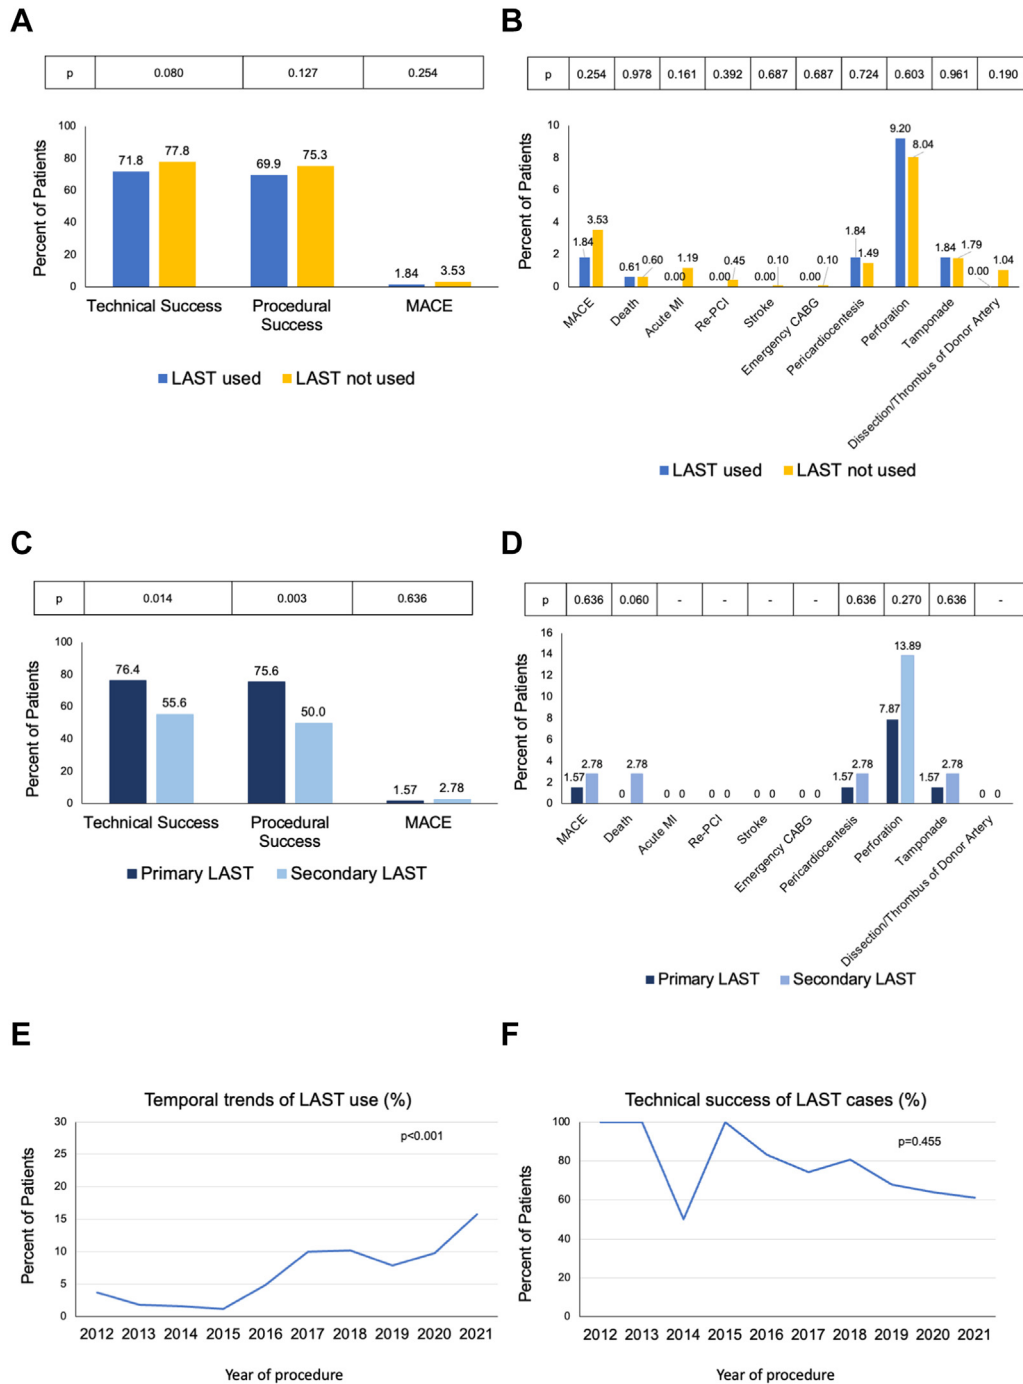 A
p 0.080 0.127 0.254
Percent of Patients
100
80
60
40
20
0
71.8 77.8 69.9 75.3 1.84 3.53
Technical Success Procedural Success MACE
LAST used LAST not used
B
p 0.254 0.978 0.161 0.392 0.687 0.687 0.724 0.603 0.961 0.190
Percent of Patients
10
8
6
4
2
0
1.84 3.53 0.61 0.60 0.00 1.19 0.00 0.45 0.00 0.10 0.00 0.10 1.84 1.49 9.20 8.04 1.84 1.79 0.00 1.04
MACE
Death
Acute MI
Re-PCI
Stroke
Emergency CABG
Pericardiocentesis
Perforation
Tamponade
Dissection/Thrombus of Donor Artery
LAST used LAST not used
C
p 0.014 0.003 0.636
Percent of Patients
100
80
60
40
20
0
76.4 55.6 75.6 50.0 1.57 2.78
Technical Success Procedural Success MACE
Primary LAST Secondary LAST
D
p 0.636 0.060 - - - - 0.636 0.270 0.636 -
Percent of Patients
16
14
12
10
8
6
4
2
0
1.57 2.78 0 2.78 0 0 0 0 0 0 0 0 1.57 2.78 7.87 13.89 1.57 2.78 0 0
MACE
Death
Acute MI
Re-PCI
Stroke
Emergency CABG
Pericardiocentesis
Perforation
Tamponade
Dissection/Thrombus of Donor Artery
Primary LAST Secondary LAST
E
Temporal trends of LAST use (%)
p<0.001
Percent of Patients
30
25
20
15
10
5
0
2012 2013 2014 2015 2016 2017 2018 2019 2020 2021
Year of procedure
F
Technical success of LAST cases (%)
p=0.455
Percent of Patients
100
80
60
40
20
0
2012 2013 2014 2015 2016 2017 2018 2019 2020 2021
Year of procedure